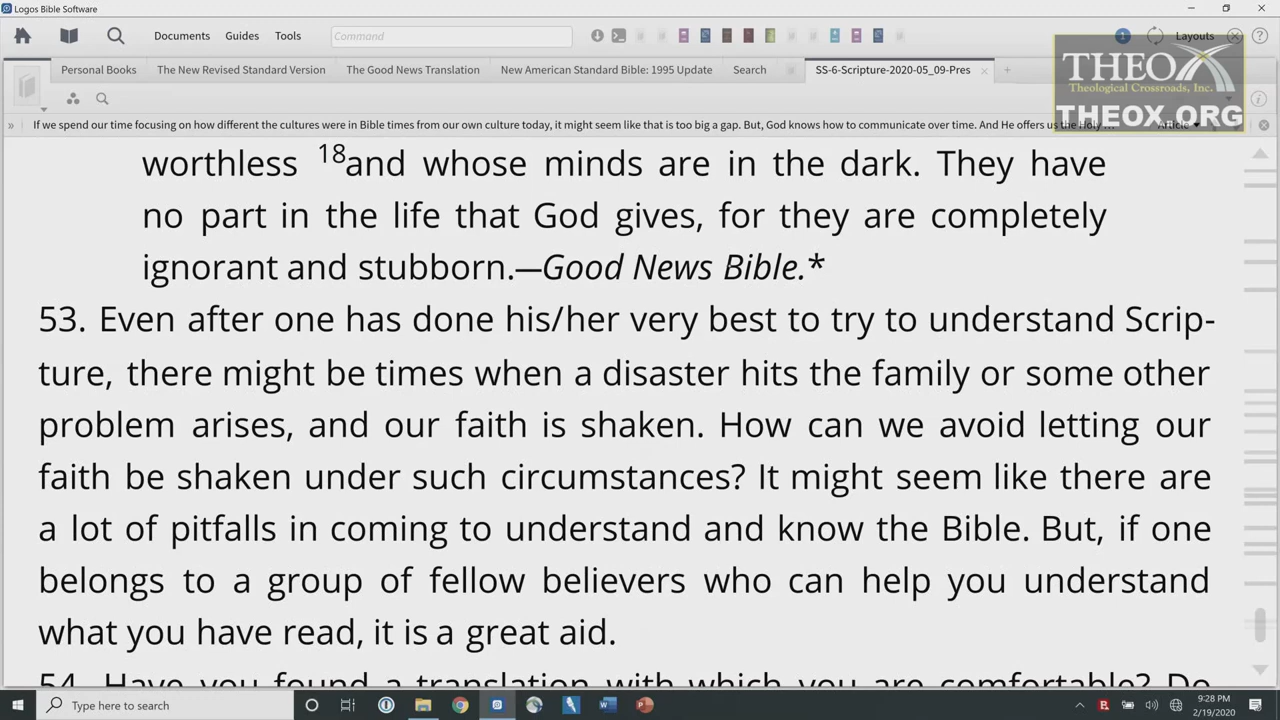 Logos Bible Software
Documents Guides Tools Command Layouts
THEOX
Theological Crossroads, Inc.
THEOX.ORG
Personal Books The New Revised Standard Version The Good News Translation New American Standard Bible: 1995 Update Search SS-6-Scripture-2020-05_09-Pres
If we spend our time focusing on how different the cultures were in biblical times from our own culture today, it might seem like that is too big a gap. But, God knows how to communicate over time. And He offers us the Holy ... Article
worthless 18and whose minds are in the dark. They have
no part in the life that God gives, for they are completely
ignorant and stubborn.—Good News Bible.*
53. Even after one has done his/her very best to try to understand Scrip-
ture, there might be times when a disaster hits the family or some other
problem arises, and our faith is shaken. How can we avoid letting our
faith be shaken under such circumstances? It might seem like there are
a lot of pitfalls in coming to understand and know the Bible. But, if one
belongs to a group of fellow believers who can help you understand
what you have read, it is a great aid.
54. Have you found a translation with which you are comfortable? Do
Type here to search
9:28 PM
2/19/2020